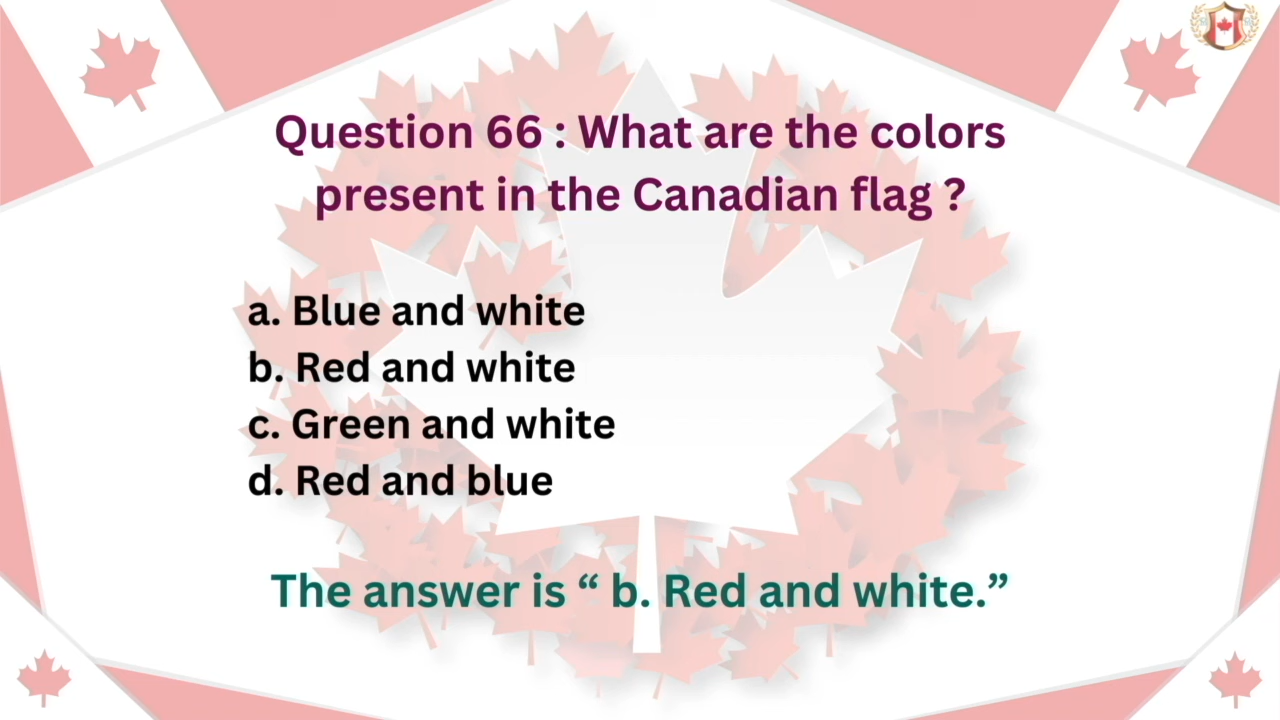 Question 66 : What are the colors
present in the Canadian flag ?
a. Blue and white
b. Red and white
c. Green and white
d. Red and blue
The answer is “ b. Red and white.”